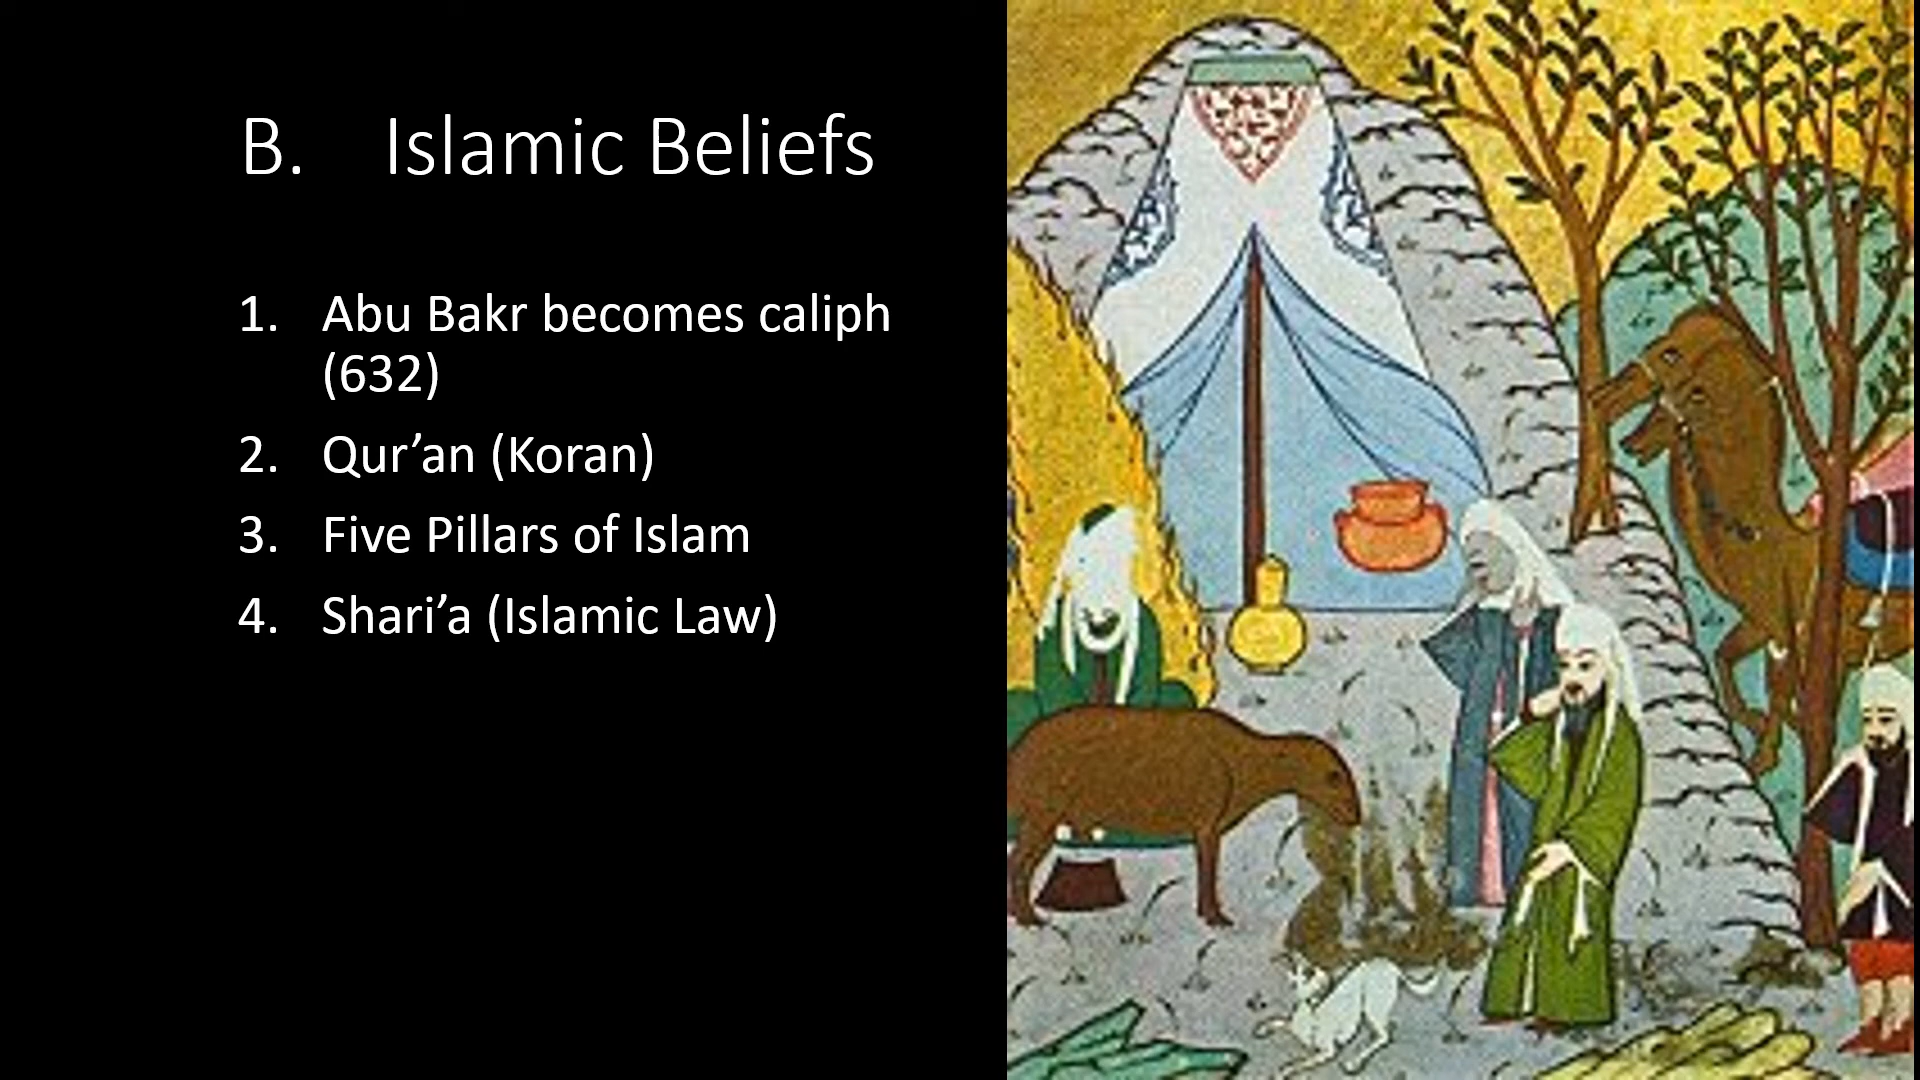 B. Islamic Beliefs
1. Abu Bakr becomes caliph
(632)
2. Qur’an (Koran)
3. Five Pillars of Islam
4. Shari’a (Islamic Law)